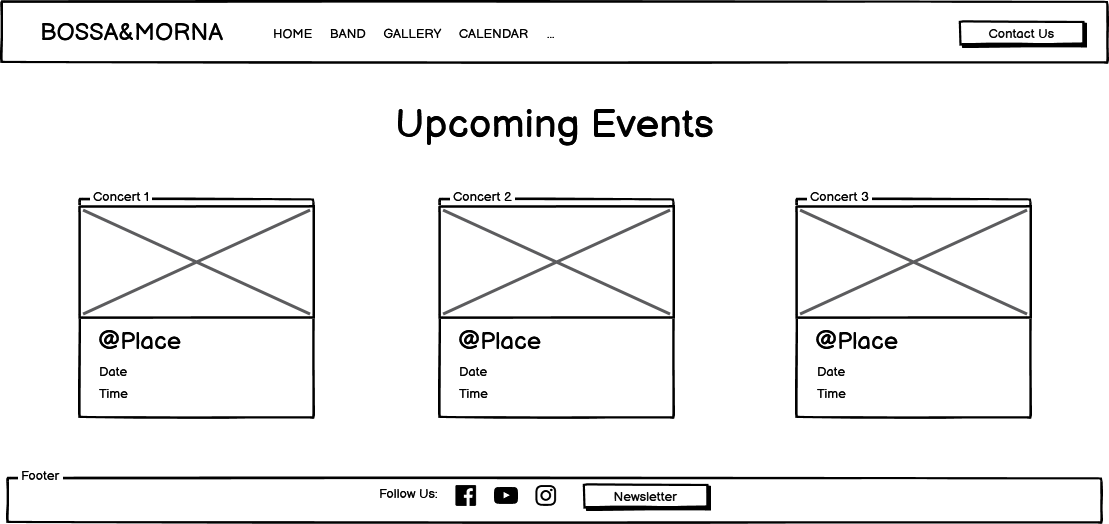 BOSSA&MORNA HOME BAND GALLERY CALENDAR ... Contact Us
Upcoming Events
Concert 1 Concert 2 Concert 3
@Place @Place @Place
Date Date Date
Time Time Time
Footer
Follow Us: Newsletter